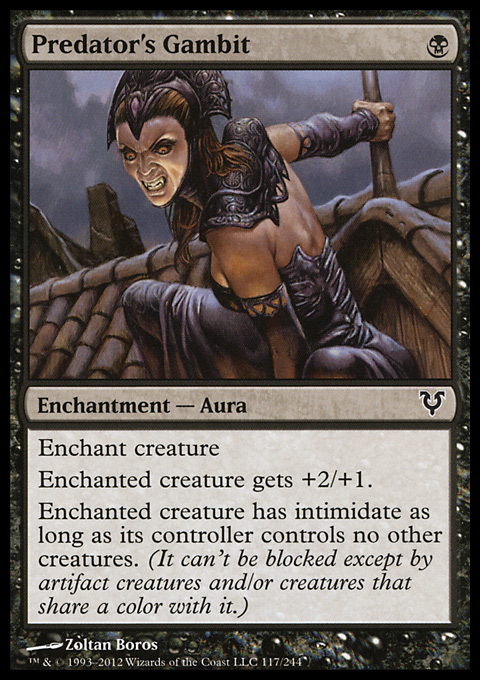 Predator's Gambit
Enchantment — Aura
Enchant creature
Enchanted creature gets +2/+1.
Enchanted creature has intimidate as
long as its controller controls no other
creatures. (It can't be blocked except by
artifact creatures and/or creatures that
share a color with it.)
Zoltan Boros
™ & © 1993–2012 Wizards of the Coast LLC 117/244